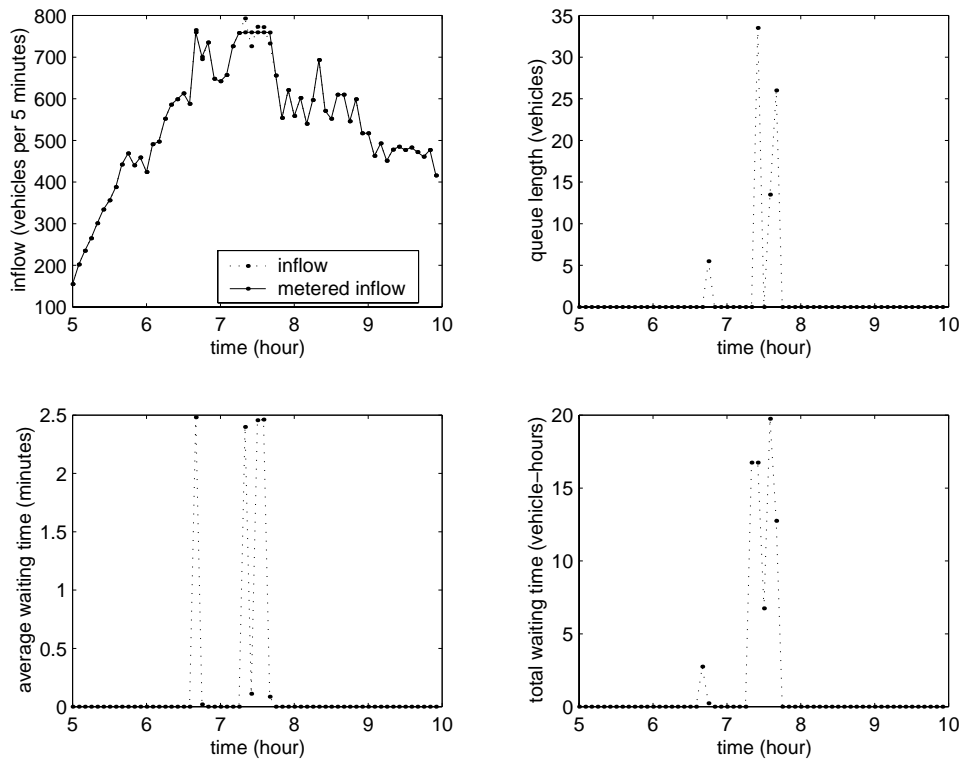 inflow (vehicles per 5 minutes)
800
700
600
500
400
300
200
100
inflow
metered inflow
5 6 7 8 9 10
time (hour)
queue length (vehicles)
35
30
25
20
15
10
5
0
5 6 7 8 9 10
time (hour)
average waiting time (minutes)
2.5
2
1.5
1
0.5
0
5 6 7 8 9 10
time (hour)
total waiting time (vehicle-hours)
20
15
10
5
0
5 6 7 8 9 10
time (hour)